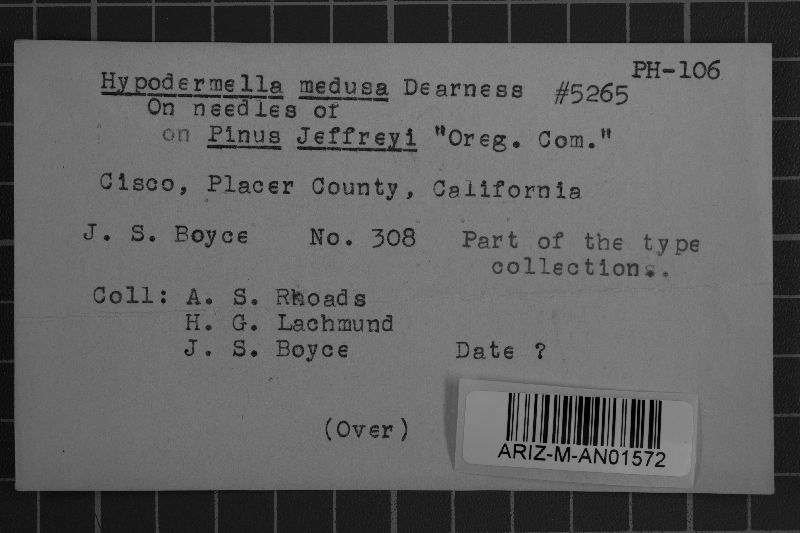 PH-106
Hypodermella medusa Dearness #5265
On needles of
on Pinus Jeffreyi "Oreg. Com."
Cisco, Placer County, California
J. S. Boyce No. 308 Part of the type
collection.
Coll: A. S. Rhoads
H. G. Lachmund
J. S. Boyce Date ?
(Over)
ARIZ-M-AN01572